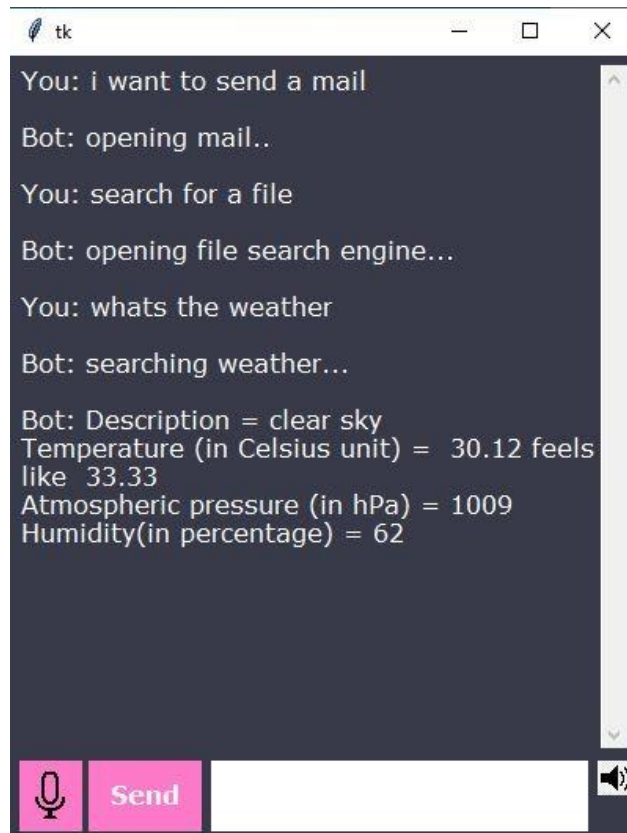 tk
You: i want to send a mail
Bot: opening mail..
You: search for a file
Bot: opening file search engine...
You: whats the weather
Bot: searching weather...
Bot: Description = clear sky
Temperature (in Celsius unit) =  30.12 feels
like  33.33
Atmospheric pressure (in hPa) = 1009
Humidity(in percentage) = 62
Send